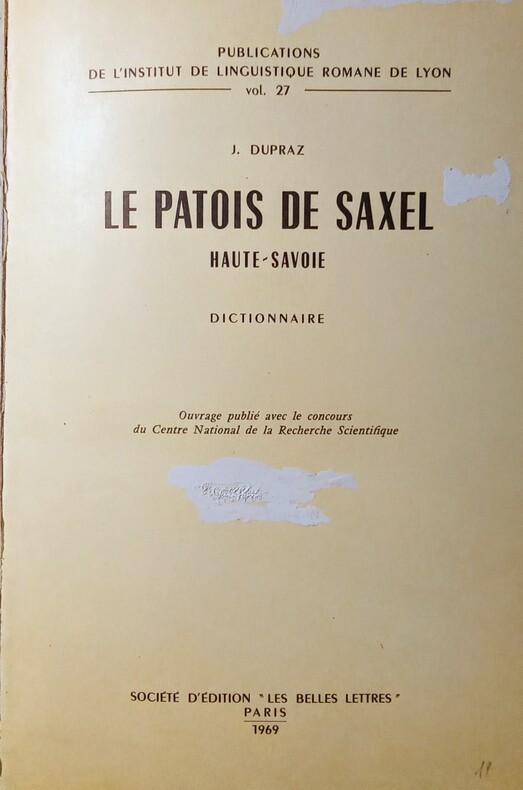 PUBLICATIONS
DE L'INSTITUT DE LINGUISTIQUE ROMANE DE LYON
vol. 27
J. DUPRAZ
LE PATOIS DE SAXEL
HAUTE-SAVOIE
DICTIONNAIRE
Ouvrage publié avec le concours
du Centre National de la Recherche Scientifique
SOCIÉTÉ D'ÉDITION "LES BELLES LETTRES"
PARIS
1969